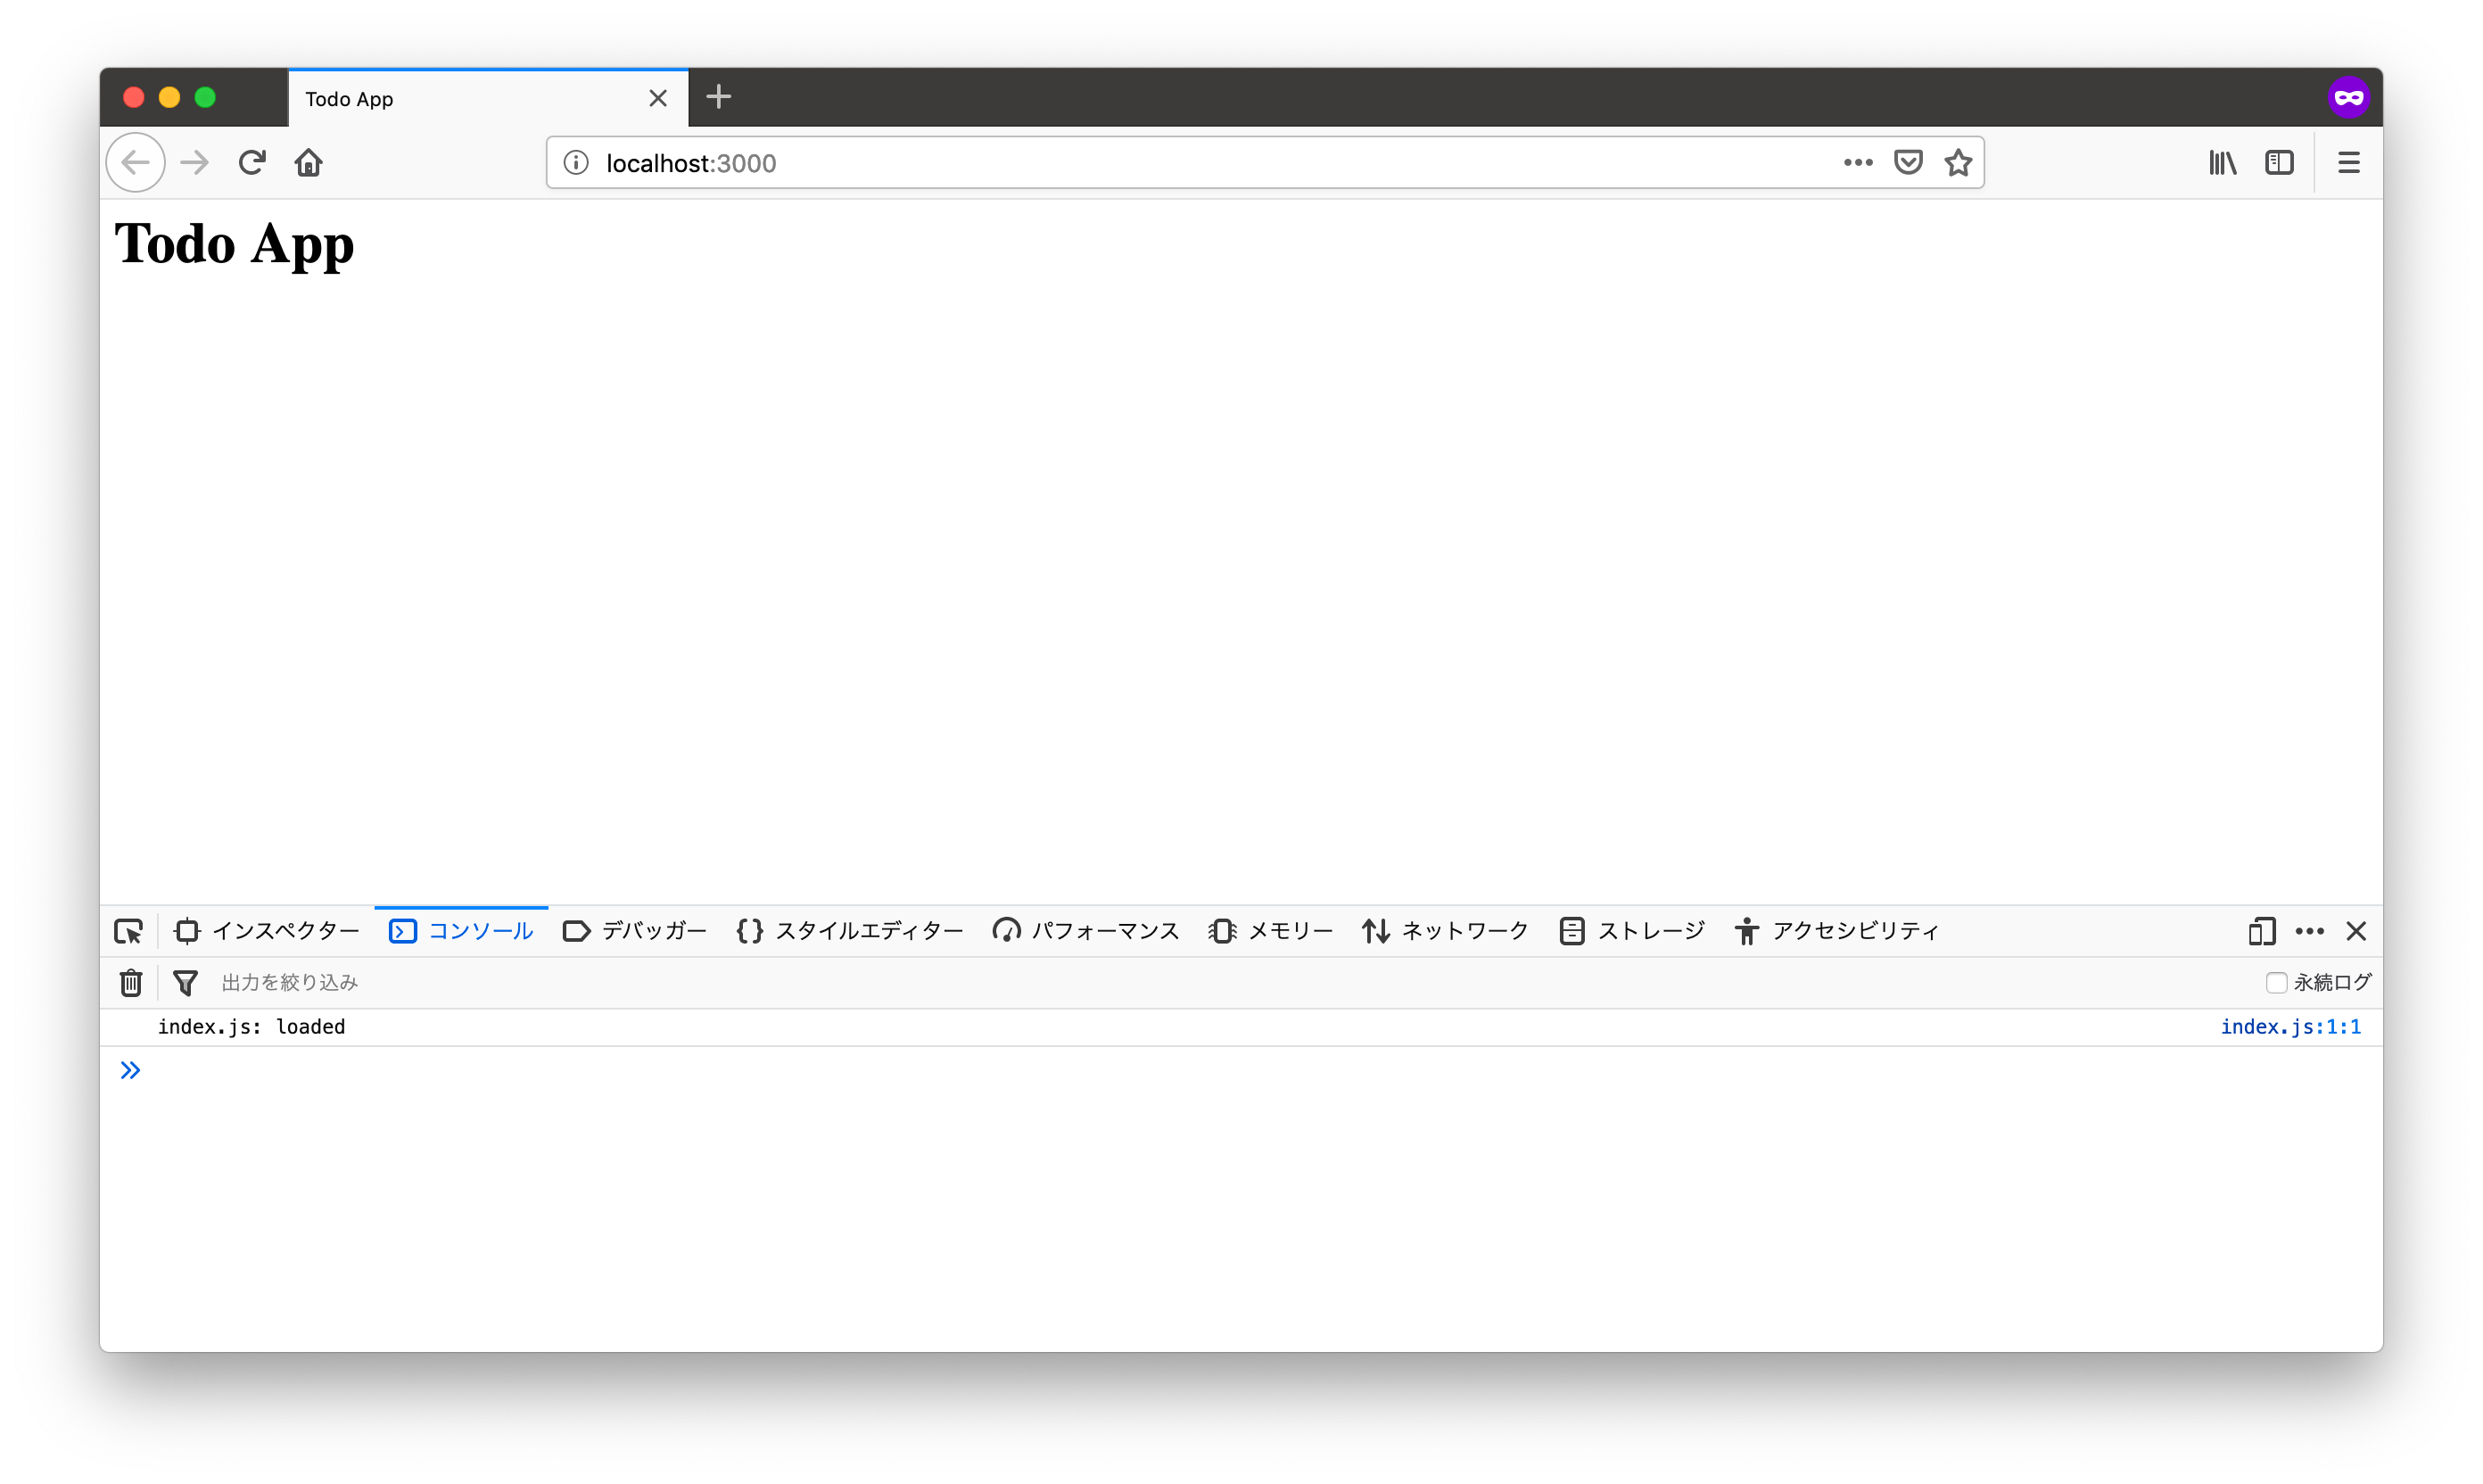 Todo App
localhost:3000
Todo App
インスペクター コンソール デバッガー スタイルエディター パフォーマンス メモリー ネットワーク ストレージ アクセシビリティ
出力を絞り込み 永続ログ
index.js: loaded index.js:1:1